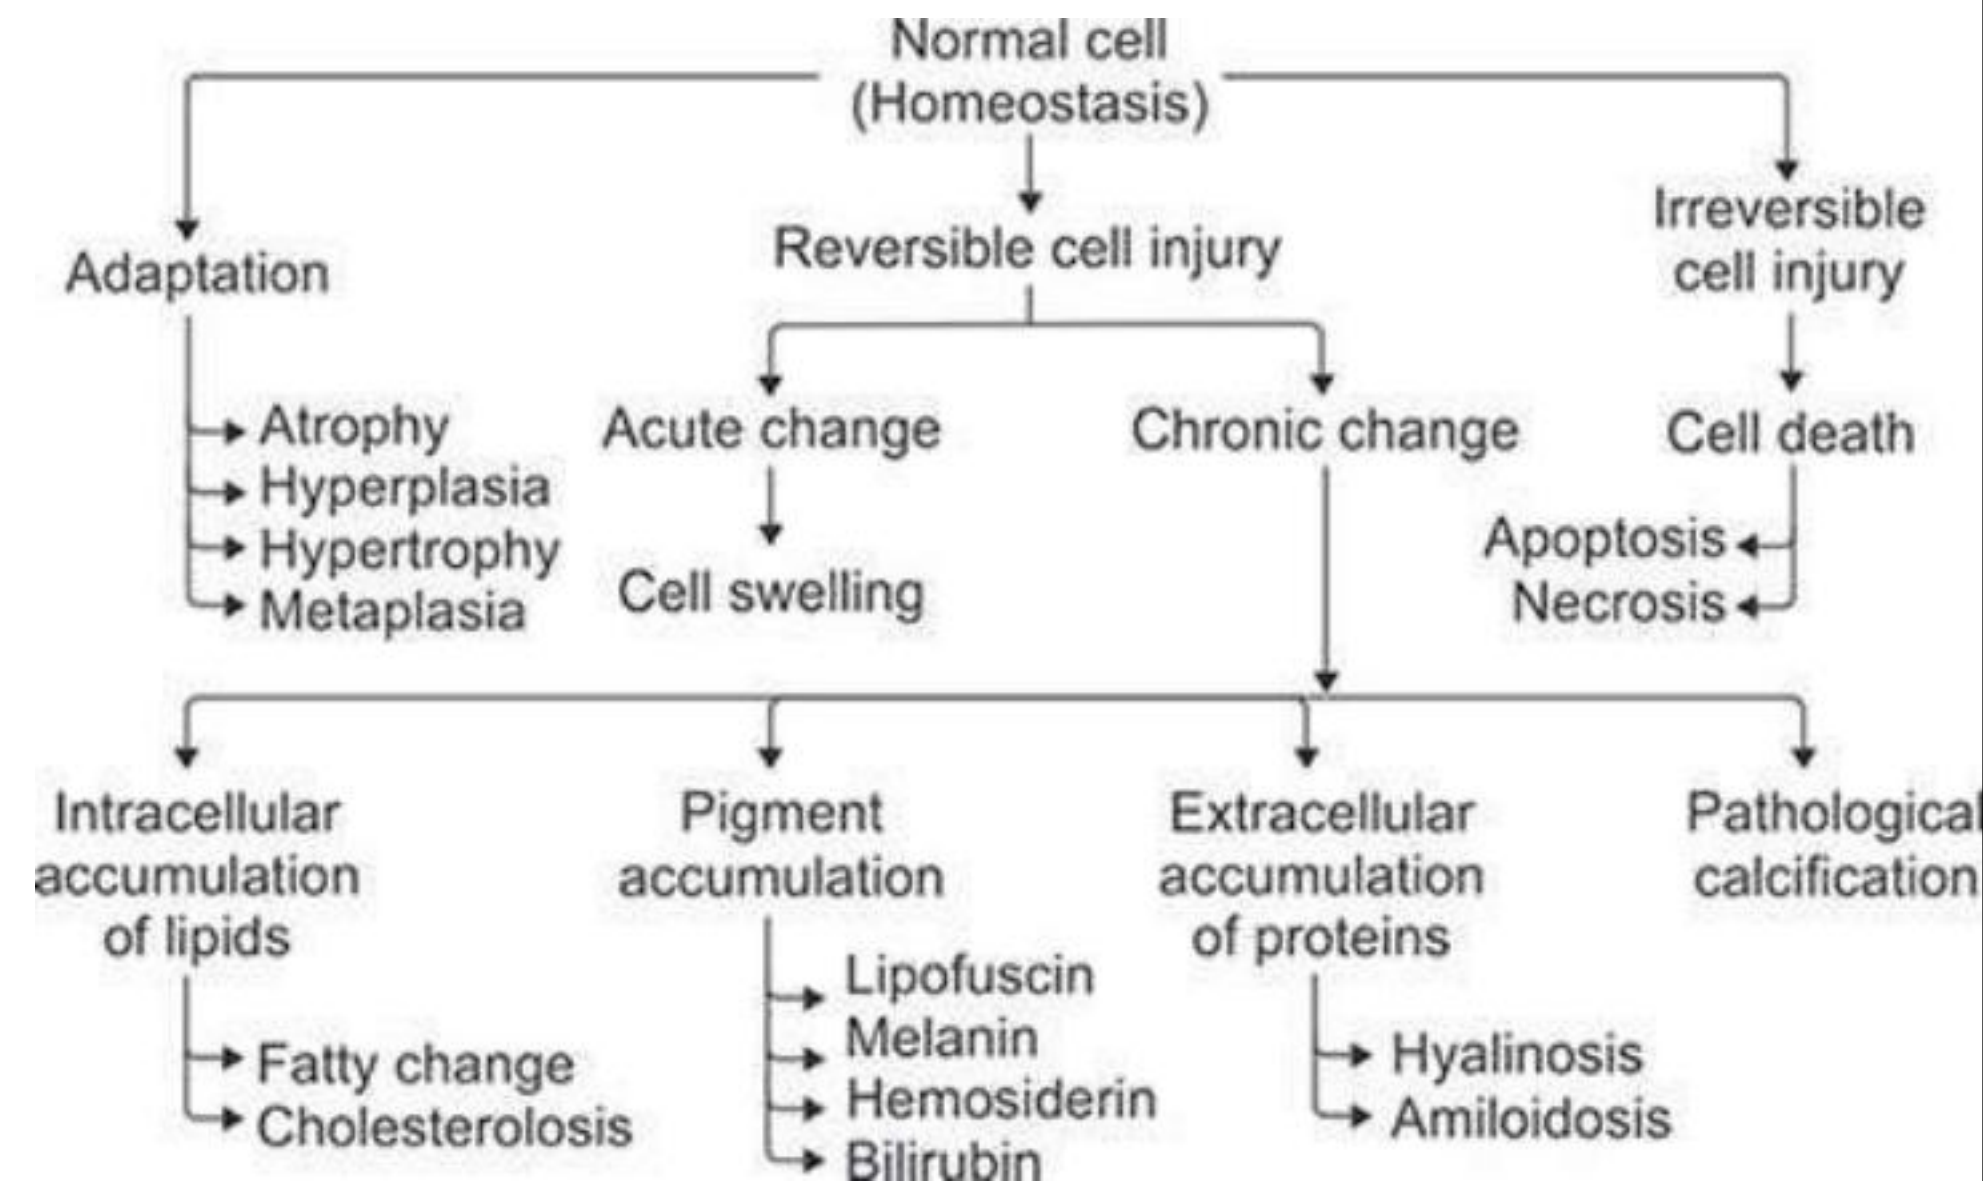 Normal cell
(Homeostasis)
Adaptation
Reversible cell injury
Irreversible
cell injury
Atrophy
Hyperplasia
Hypertrophy
Metaplasia
Acute change
Cell swelling
Chronic change
Cell death
Apoptosis
Necrosis
Intracellular
accumulation
of lipids
Fatty change
Cholesterolosis
Pigment
accumulation
Lipofuscin
Melanin
Hemosiderin
Bilirubin
Extracellular
accumulation
of proteins
Hyalinosis
Amiloidosis
Pathological
calcification